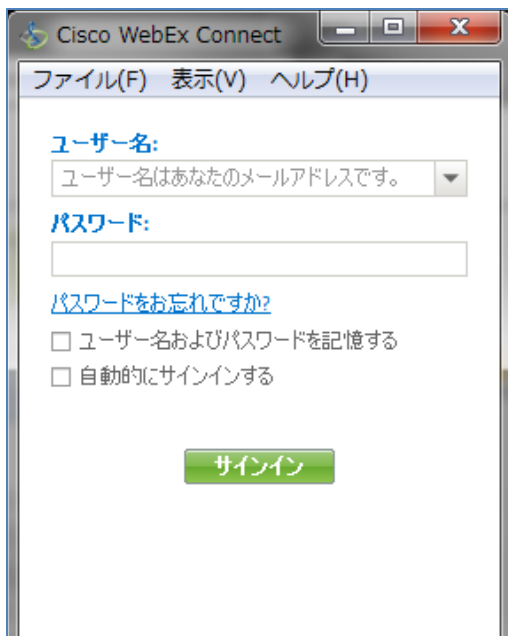 Cisco WebEx Connect
ファイル(F) 表示(V) ヘルプ(H)
ユーザー名:
ユーザー名はあなたのメールアドレスです。
パスワード:
パスワードをお忘れですか?
ユーザー名およびパスワードを記憶する
自動的にサインインする
サインイン